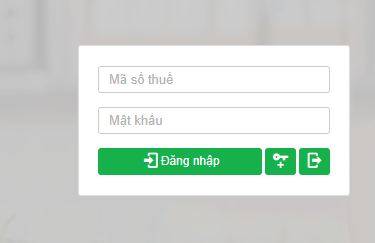 Mã số thuế
Mật khẩu
Đăng nhập